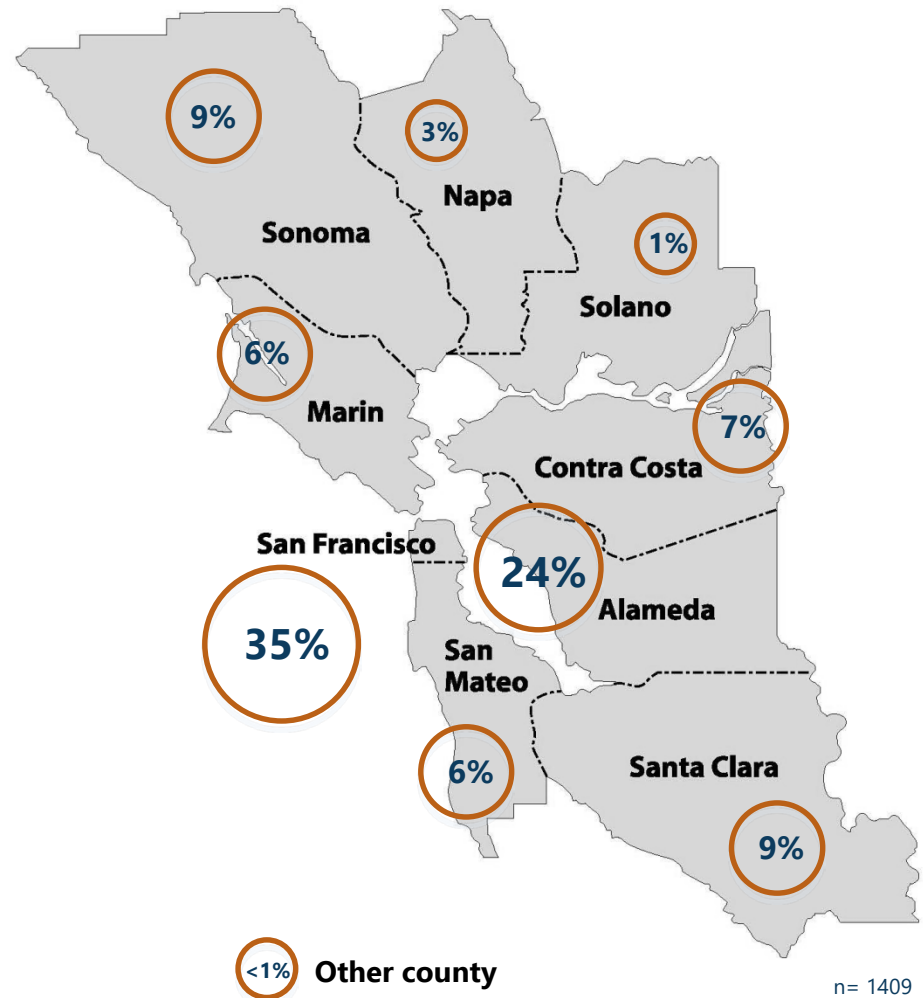 9%
3%
Napa
Sonoma
1%
Solano
6%
Marin
7%
Contra Costa
San Francisco
24%
Alameda
35%
San
Mateo
6%
Santa Clara
9%
<1% Other county
n= 1409